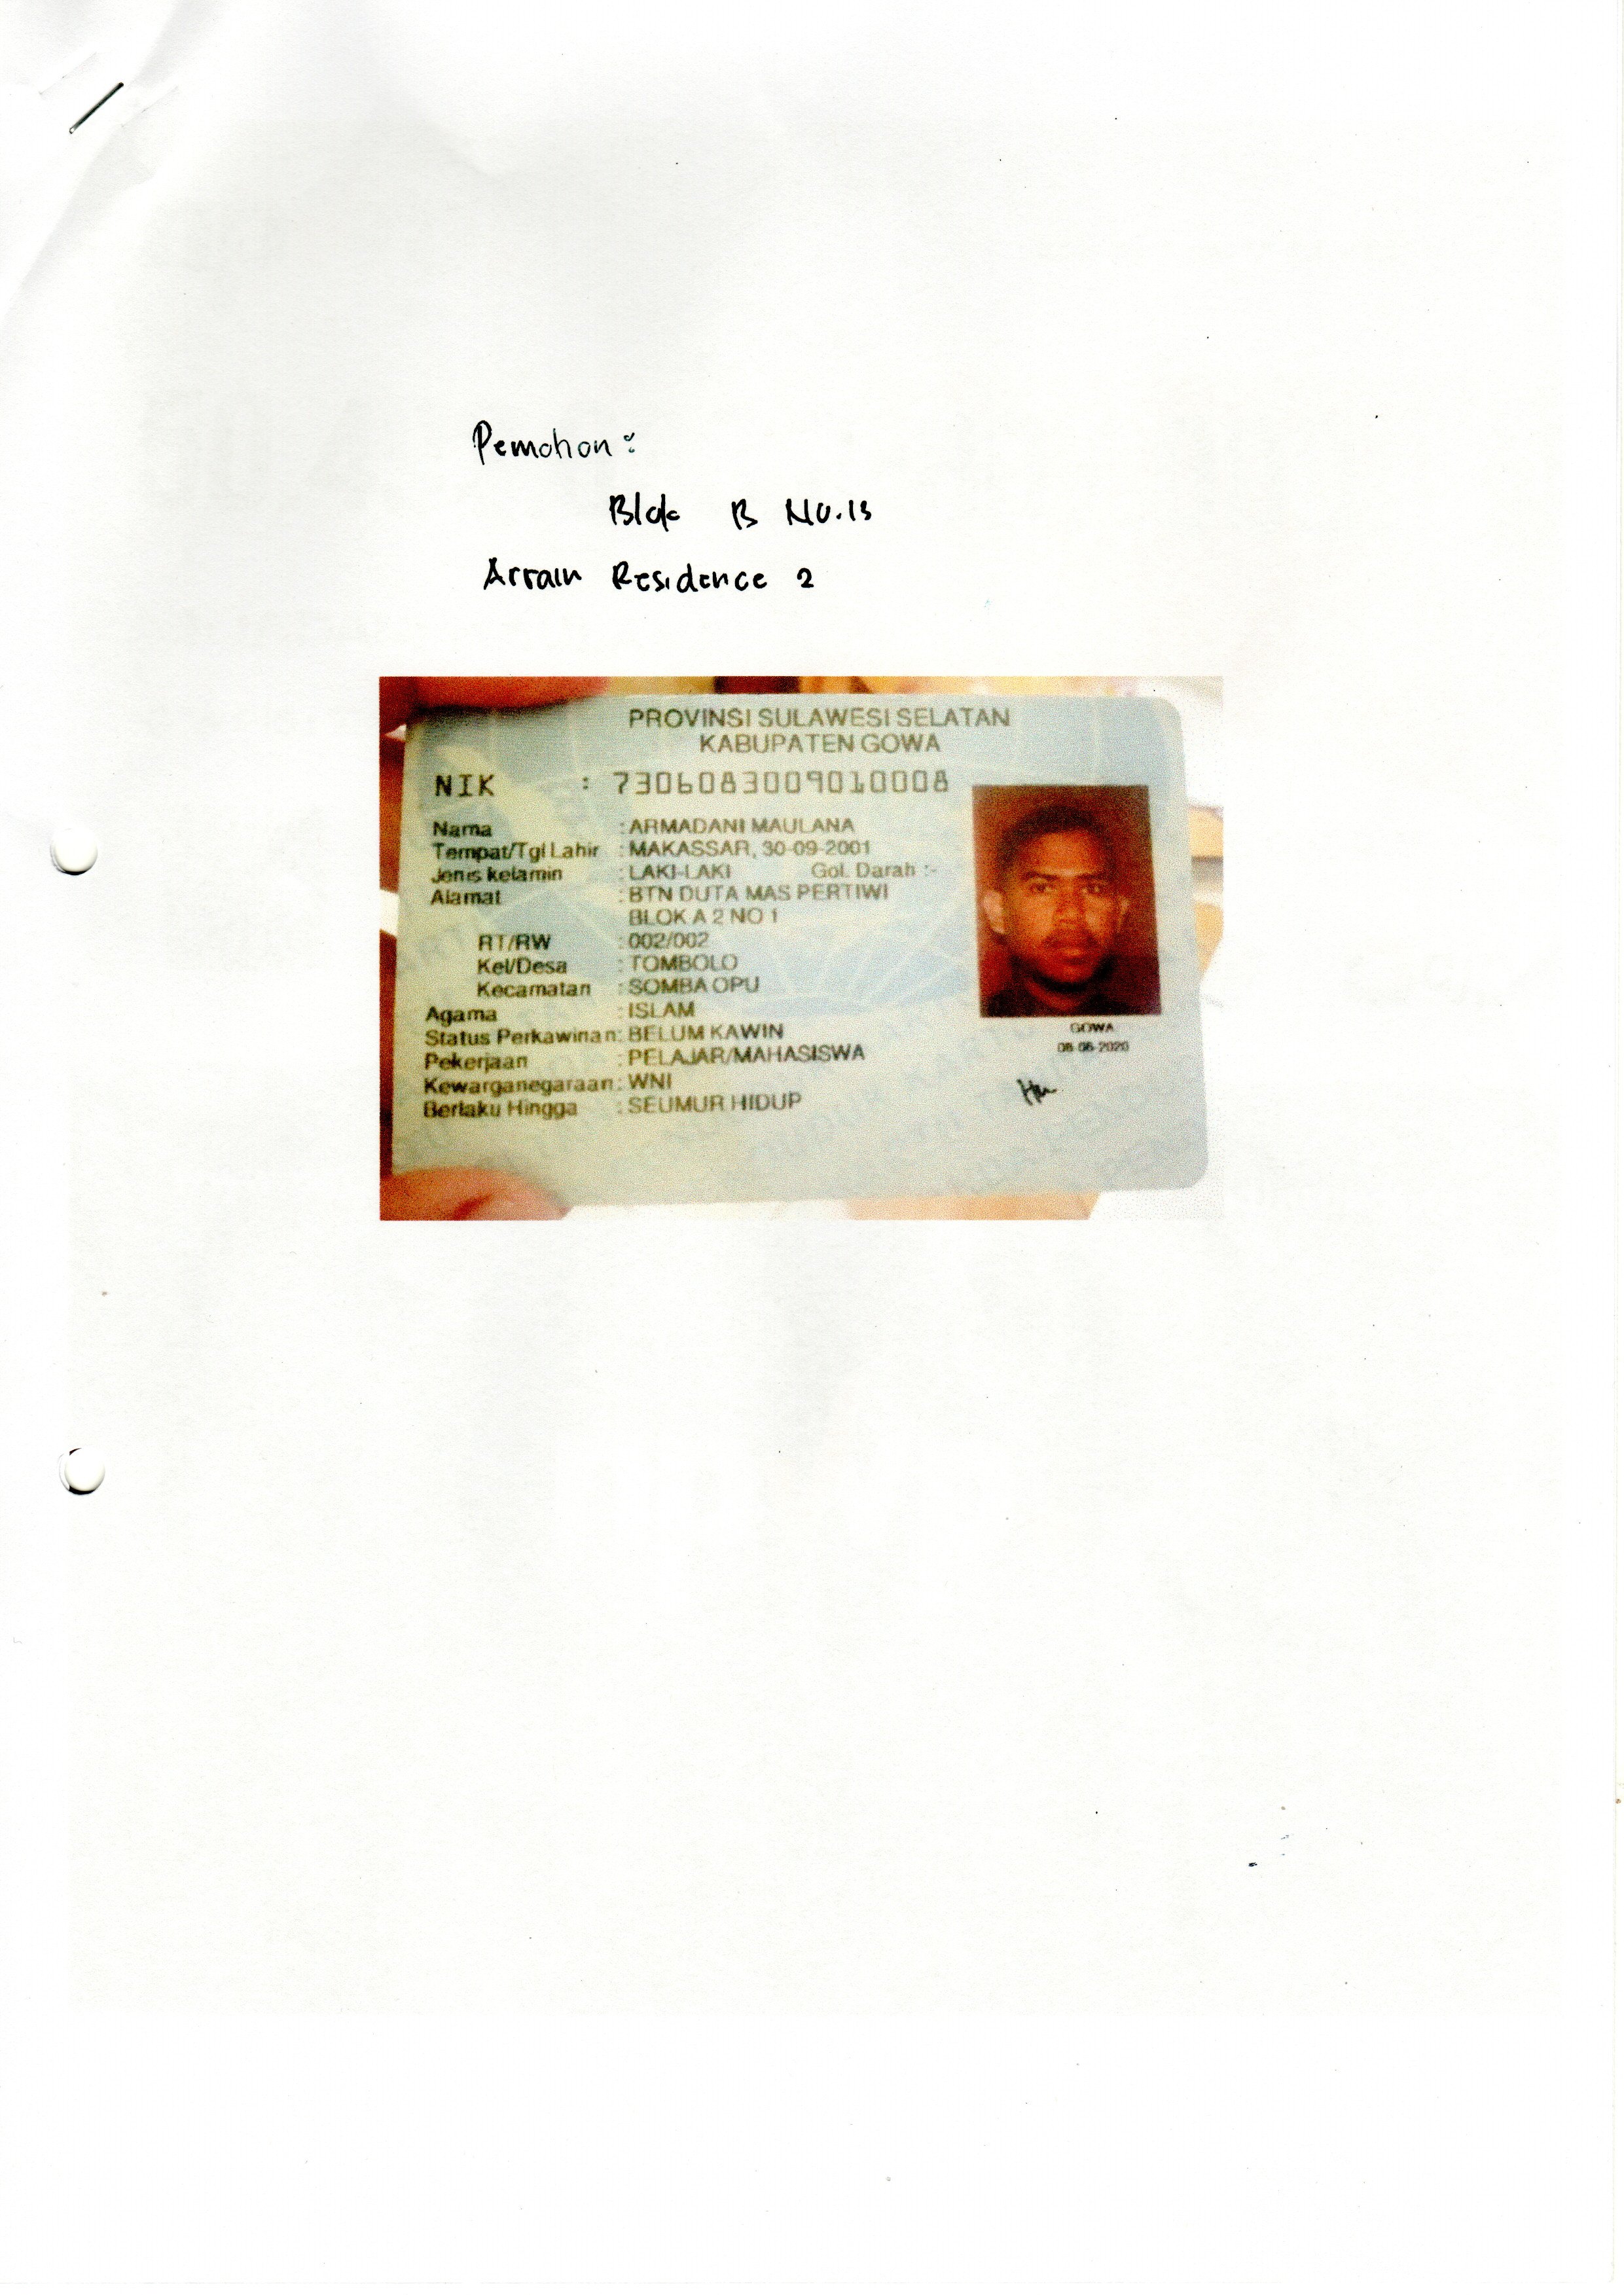 Pemohon :
Blok B No.13
Arrain Residence 2
PROVINSI SULAWESI SELATAN
KABUPATEN GOWA
NIK : 7306083009010008
Nama : ARMADANI MAULANA
Tempat/Tgl Lahir : MAKASSAR, 30-09-2001
Jenis kelamin : LAKI-LAKI Gol. Darah :-
Alamat : BTN DUTA MAS PERTIWI
BLOK A 2 NO 1
RT/RW : 002/002
Kel/Desa : TOMBOLO
Kecamatan : SOMBA OPU
Agama : ISLAM
Status Perkawinan: BELUM KAWIN
Pekerjaan : PELAJAR/MAHASISWA
Kewarganegaraan: WNI
Berlaku Hingga : SEUMUR HIDUP
GOWA